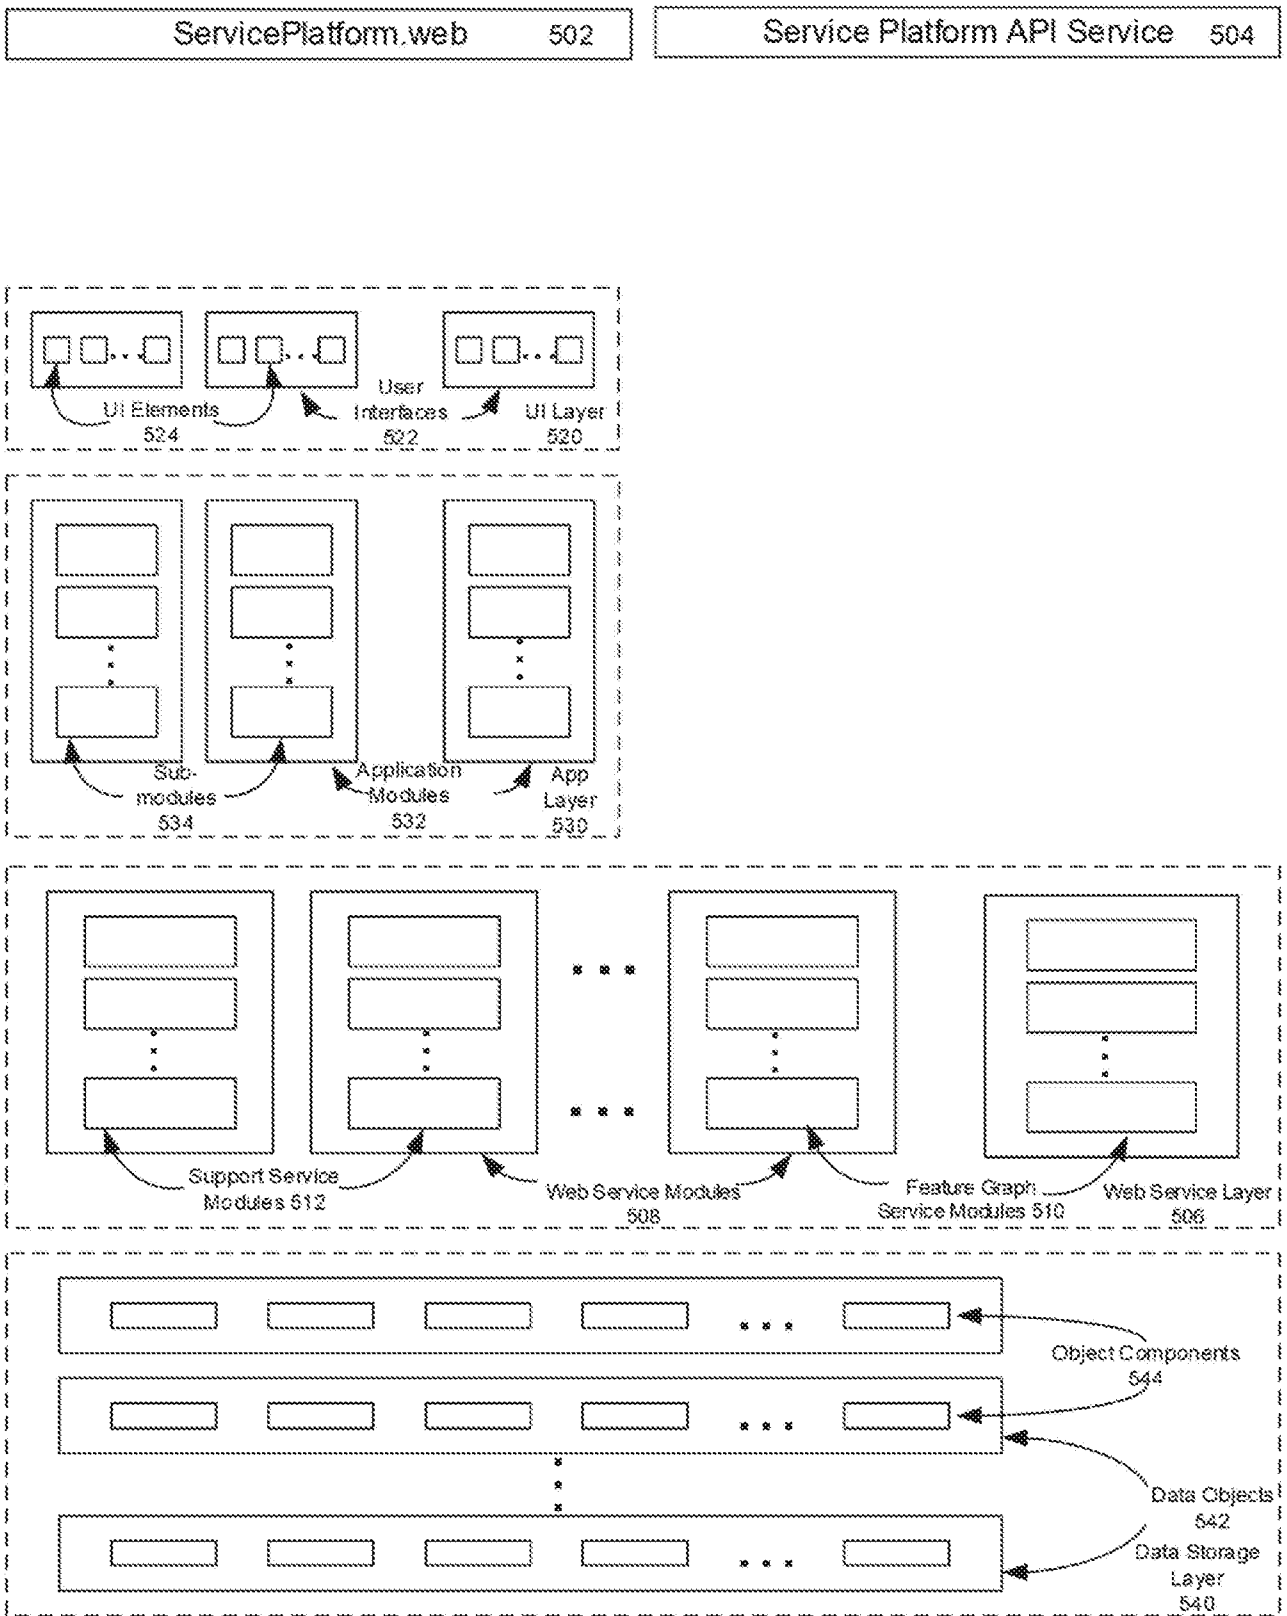 ServicePlatform.web 502
Service Platform API Service 504
UI Elements
524
User
Interfaces
522
UI Layer
520
Sub-
modules
534
Application
Modules
532
App
Layer
530
Support Service
Modules 512
Web Service Modules
508
Feature Graph
Service Modules 510
Web Service Layer
506
Object Components
544
Data Objects
542
Data Storage
Layer
540